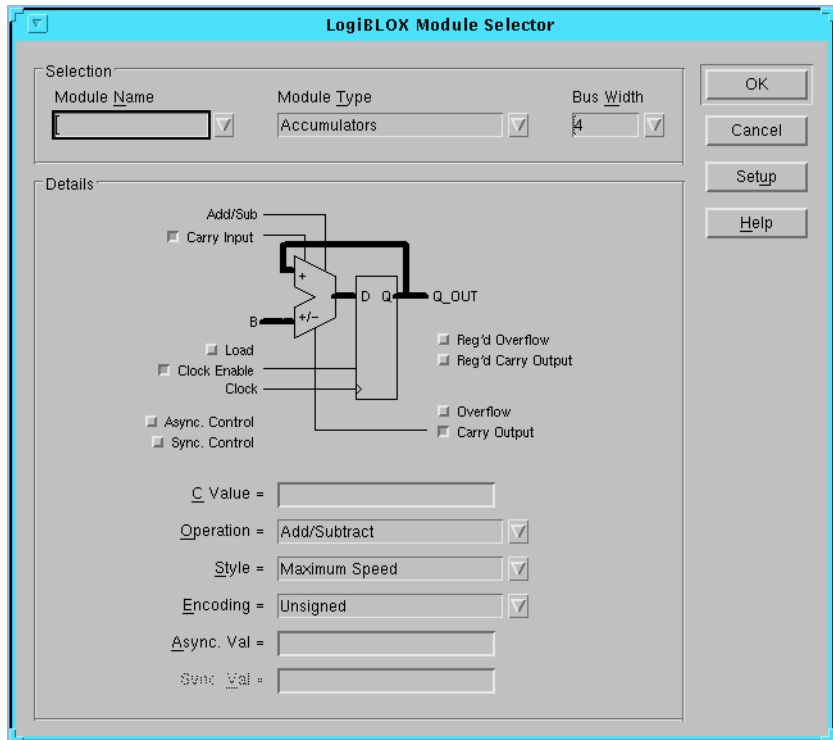 LogiBLOX Module Selector
Selection
Module Name
Module Type
Bus Width
Accumulators
4
OK
Cancel
Setup
Help
Details
Add/Sub
Carry Input
+
D Q
Q_OUT
B
+/−
Load
Reg'd Overflow
Clock Enable
Reg'd Carry Output
Clock
Async. Control
Overflow
Sync. Control
Carry Output
C Value =
Operation = Add/Subtract
Style = Maximum Speed
Encoding = Unsigned
Async. Val =
Sync. Val =